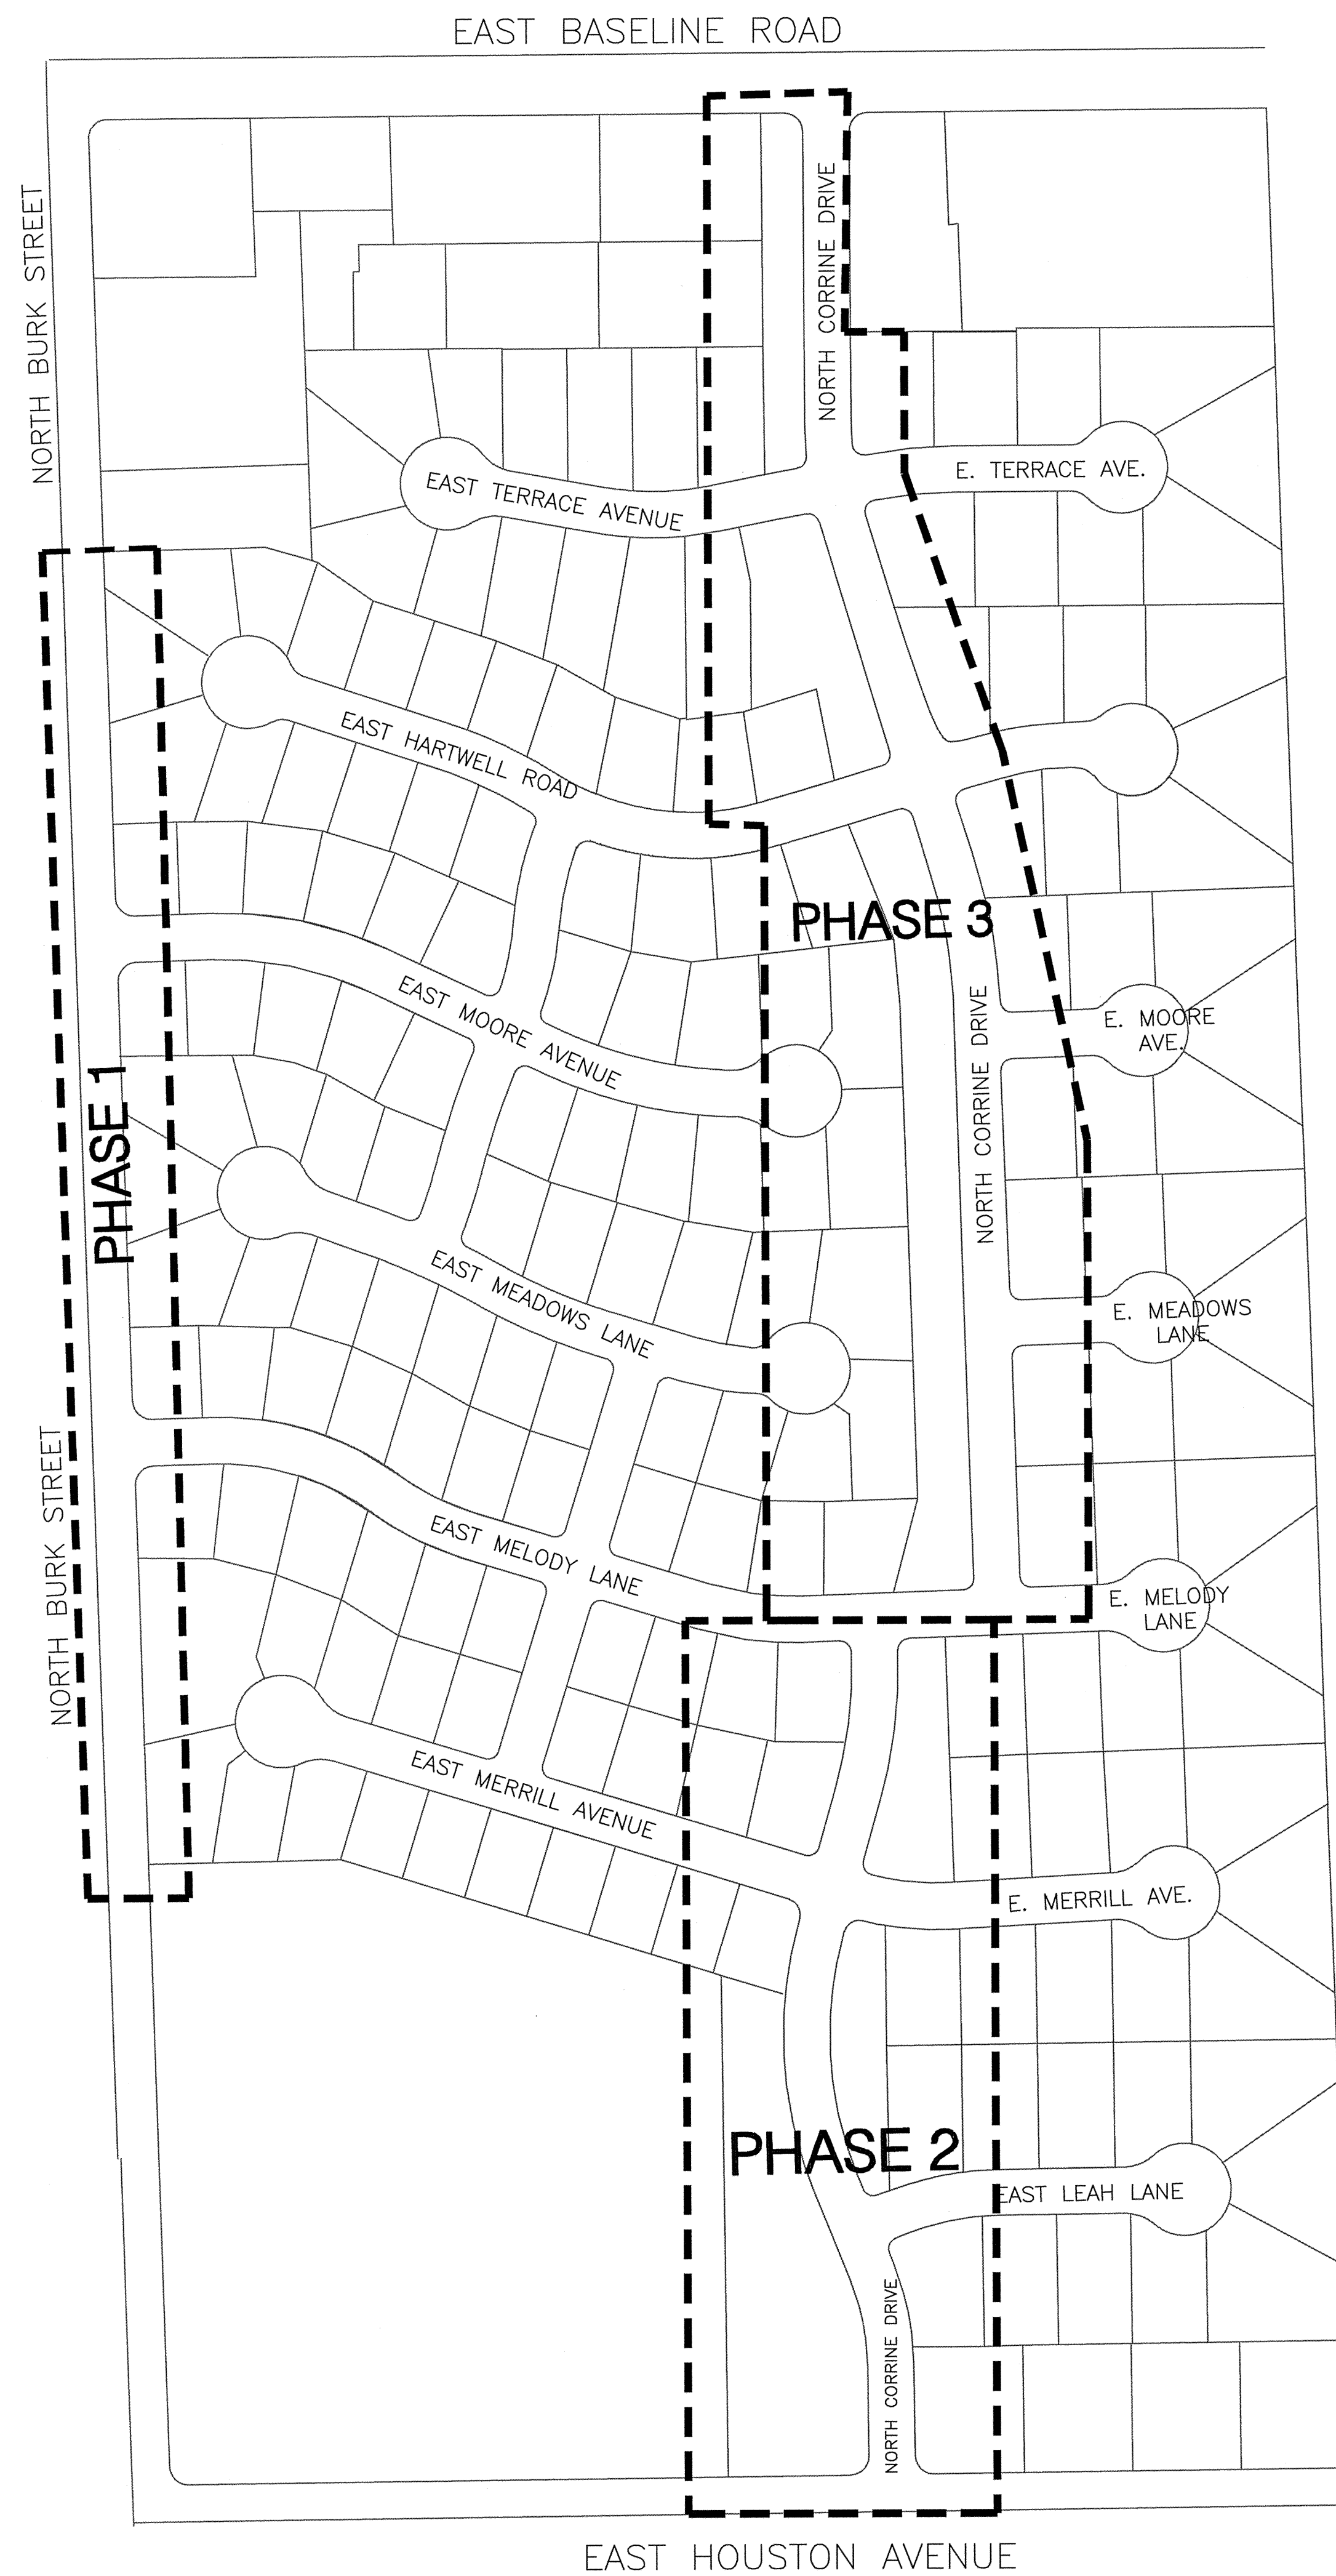 EAST BASELINE ROAD
NORTH BURK STREET
NORTH CORRINE DRIVE
EAST TERRACE AVENUE
E. TERRACE AVE.
EAST HARTWELL ROAD
PHASE 3
EAST MOORE AVENUE
NORTH CORRINE DRIVE
E. MOORE
AVE.
PHASE 1
EAST MEADOWS LANE
E. MEADOWS
LANE
NORTH BURK STREET
EAST MELODY LANE
E. MELODY
LANE
EAST MERRILL AVENUE
E. MERRILL AVE.
PHASE 2
EAST LEAH LANE
NORTH CORRINE DRIVE
EAST HOUSTON AVENUE